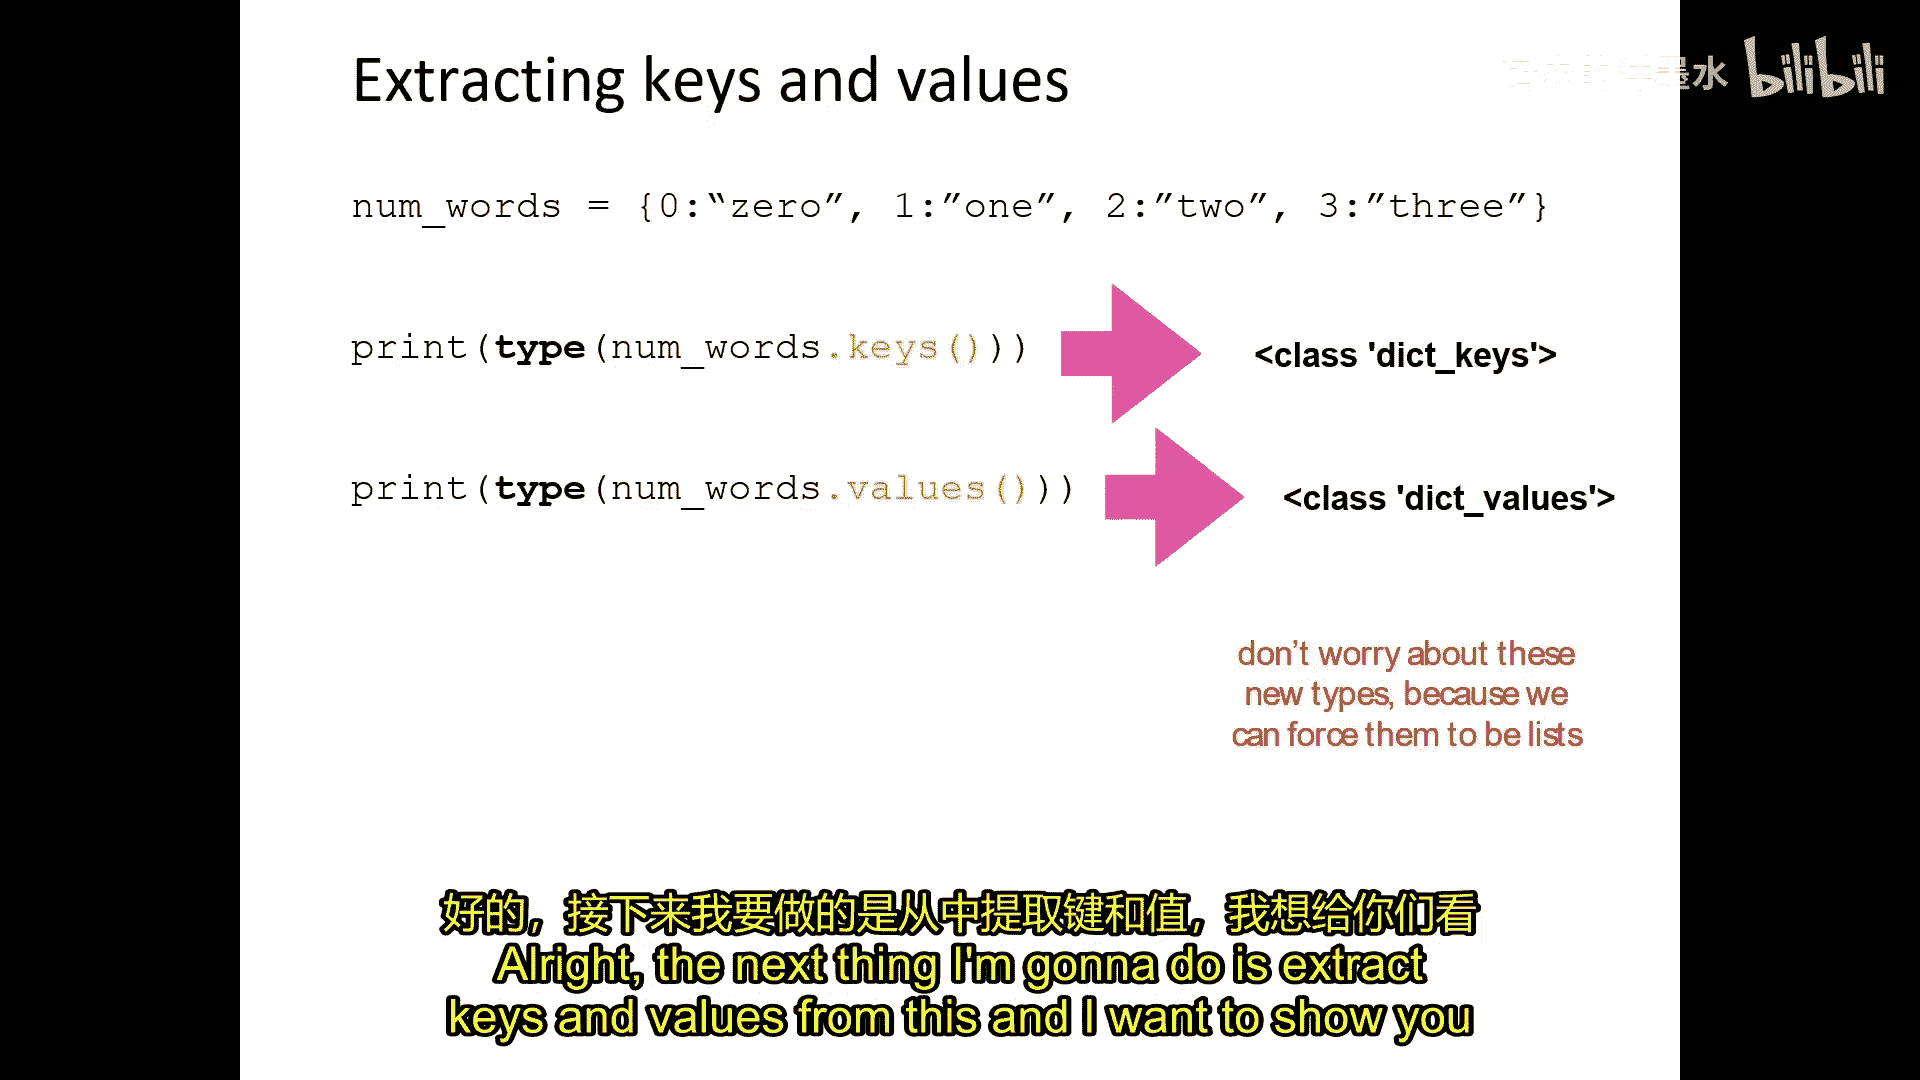 Extracting keys and values
水 bilibili
num_words = {0:“zero”, 1:”one”, 2:”two”, 3:”three”}
print(type(num_words.keys()))
<class 'dict_keys'>
print(type(num_words.values()))
<class 'dict_values'>
don’t worry about these
new types, because we
can force them to be lists
好的，接下来我要做的是从中提取键和值，我想给你们看
Alright, the next thing I'm gonna do is extract
keys and values from this and I want to show you